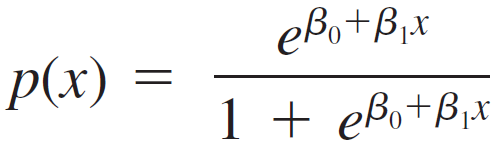 p(x) = e^{β₀+β₁x} / (1 + e^{β₀+β₁x})